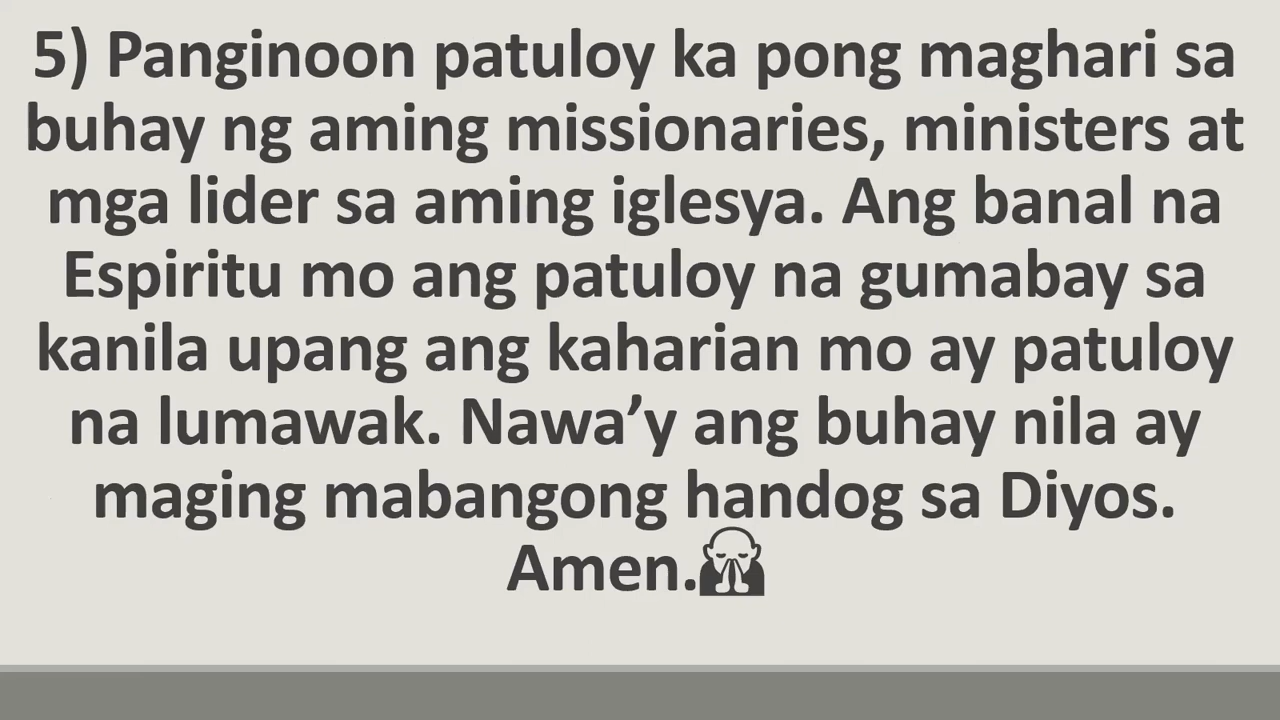 5) Panginoon patuloy ka pong maghari sa
buhay ng aming missionaries, ministers at
mga lider sa aming iglesya. Ang banal na
Espiritu mo ang patuloy na gumabay sa
kanila upang ang kaharian mo ay patuloy
na lumawak. Nawa’y ang buhay nila ay
maging mabangong handog sa Diyos.
Amen.